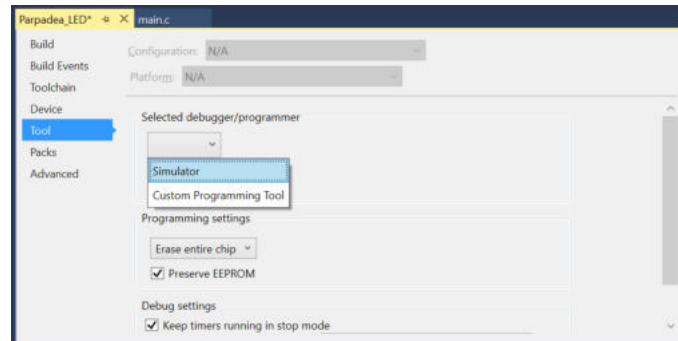 Parpadea_LED* main.c
Build
Build Events
Toolchain
Device
Tool
Packs
Advanced
Configuration: N/A
Platform: N/A
Selected debugger/programmer
Simulator
Custom Programming Tool
Programming settings
Erase entire chip
Preserve EEPROM
Debug settings
Keep timers running in stop mode